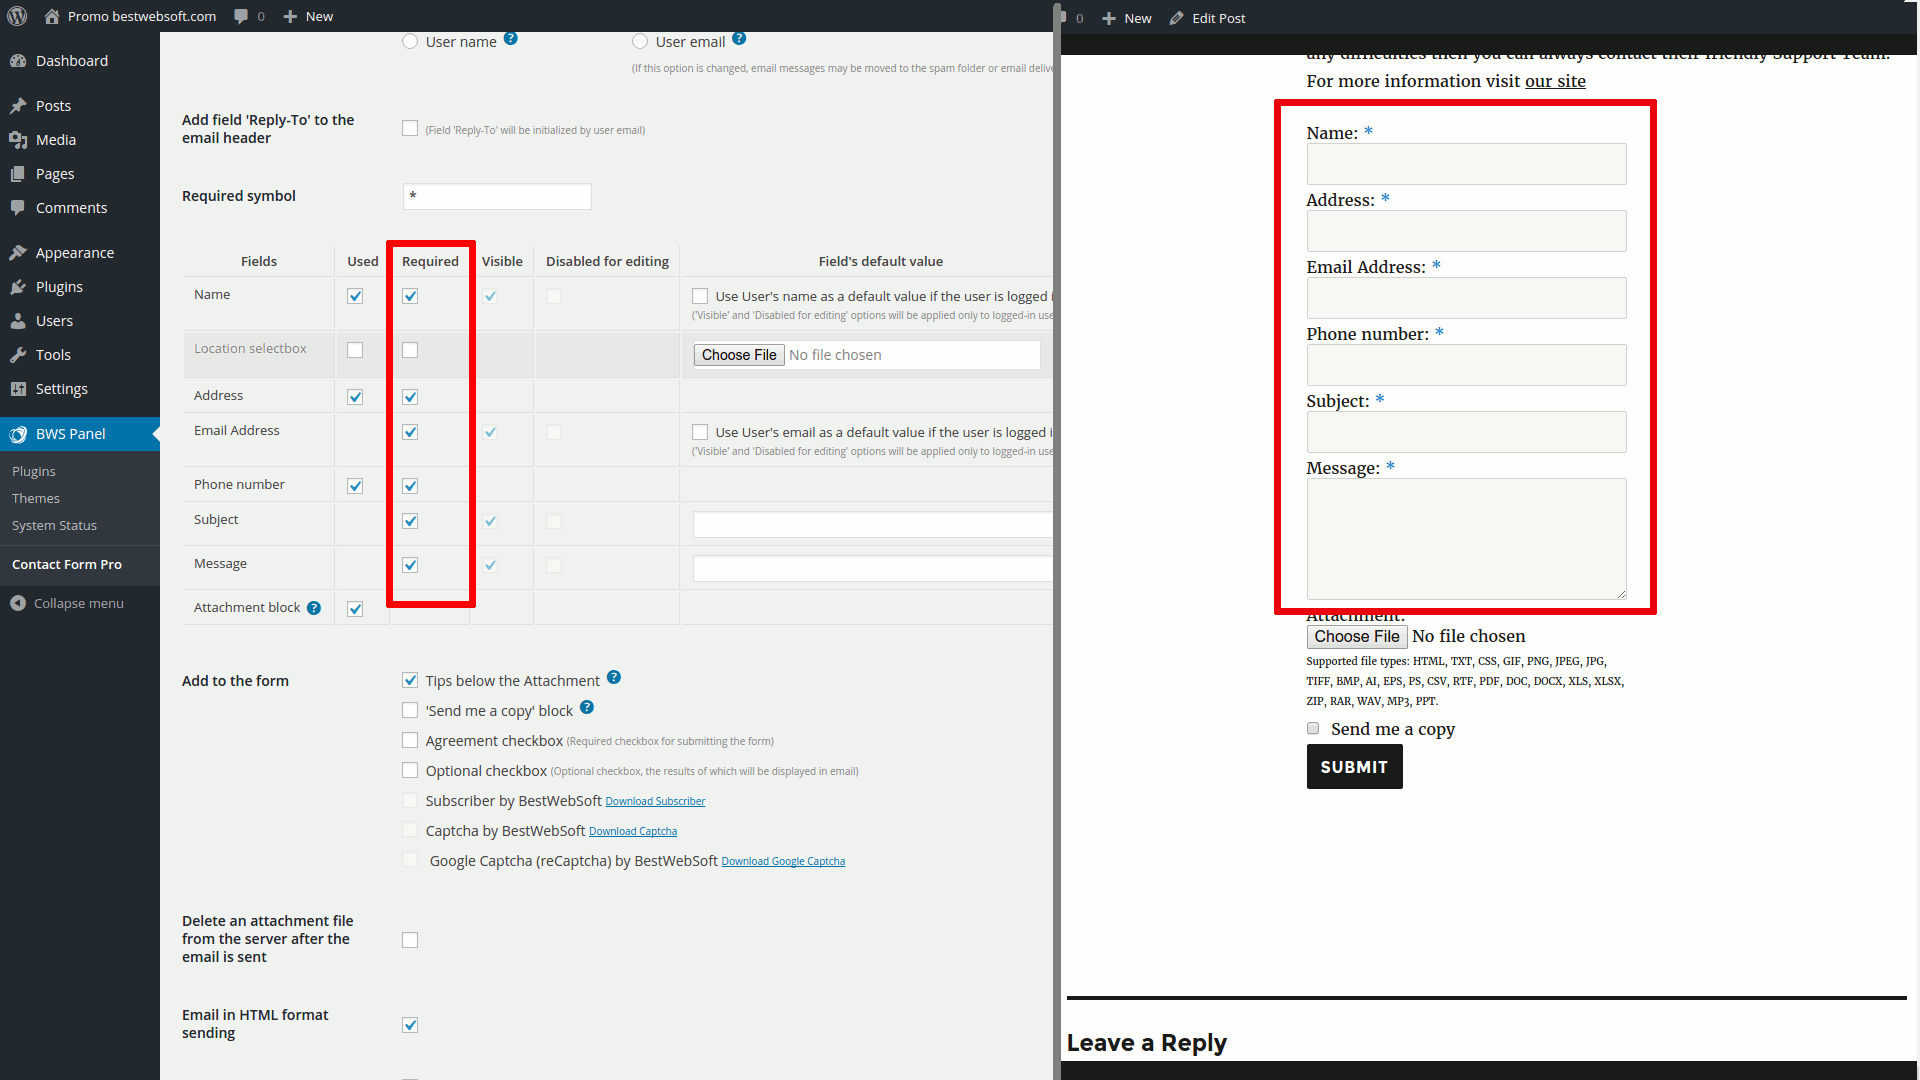 Promo bestwebsoft.com 0 New
Dashboard
Posts
Media
Pages
Comments
Appearance
Plugins
Users
Tools
Settings
BWS Panel
Plugins
Themes
System Status
Contact Form Pro
Collapse menu
User name ? User email ?
(If this option is changed, email messages may be moved to the spam folder or email
Add field 'Reply-To' to the
email header
(Field 'Reply-To' will be initialized by user email)
Required symbol *
Fields Used Required Visible Disabled for editing Field's default value
Name Use User's name as a default value if the user is logged
('Visible' and 'Disabled for editing' options will be applied only to logged-in
Location selectbox Choose File No file chosen
Address
Email Address Use User's email as a default value if the user is logged
('Visible' and 'Disabled for editing' options will be applied only to logged-in
Phone number
Subject
Message
Attachment block ?
Add to the form Tips below the Attachment ?
'Send me a copy' block ?
Agreement checkbox (Required checkbox for submitting the form)
Optional checkbox (Optional checkbox, the results of which will be displayed in email)
Subscriber by BestWebSoft Download Subscriber
Captcha by BestWebSoft Download Captcha
Google Captcha (reCaptcha) by BestWebSoft Download Google Captcha
Delete an attachment file
from the server after the
email is sent
Email in HTML format
sending
0 New Edit Post
any difficulties then you can always contact their friendly Support Team.
For more information visit our site
Name: *
Address: *
Email Address: *
Phone number: *
Subject: *
Message: *
Attachment:
Choose File No file chosen
Supported file types: HTML, TXT, CSS, GIF, PNG, JPEG, JPG,
TIFF, BMP, AI, EPS, PS, CSV, RTF, PDF, DOC, DOCX, XLS, XLSX,
ZIP, RAR, WAV, MP3, PPT.
Send me a copy
SUBMIT
Leave a Reply